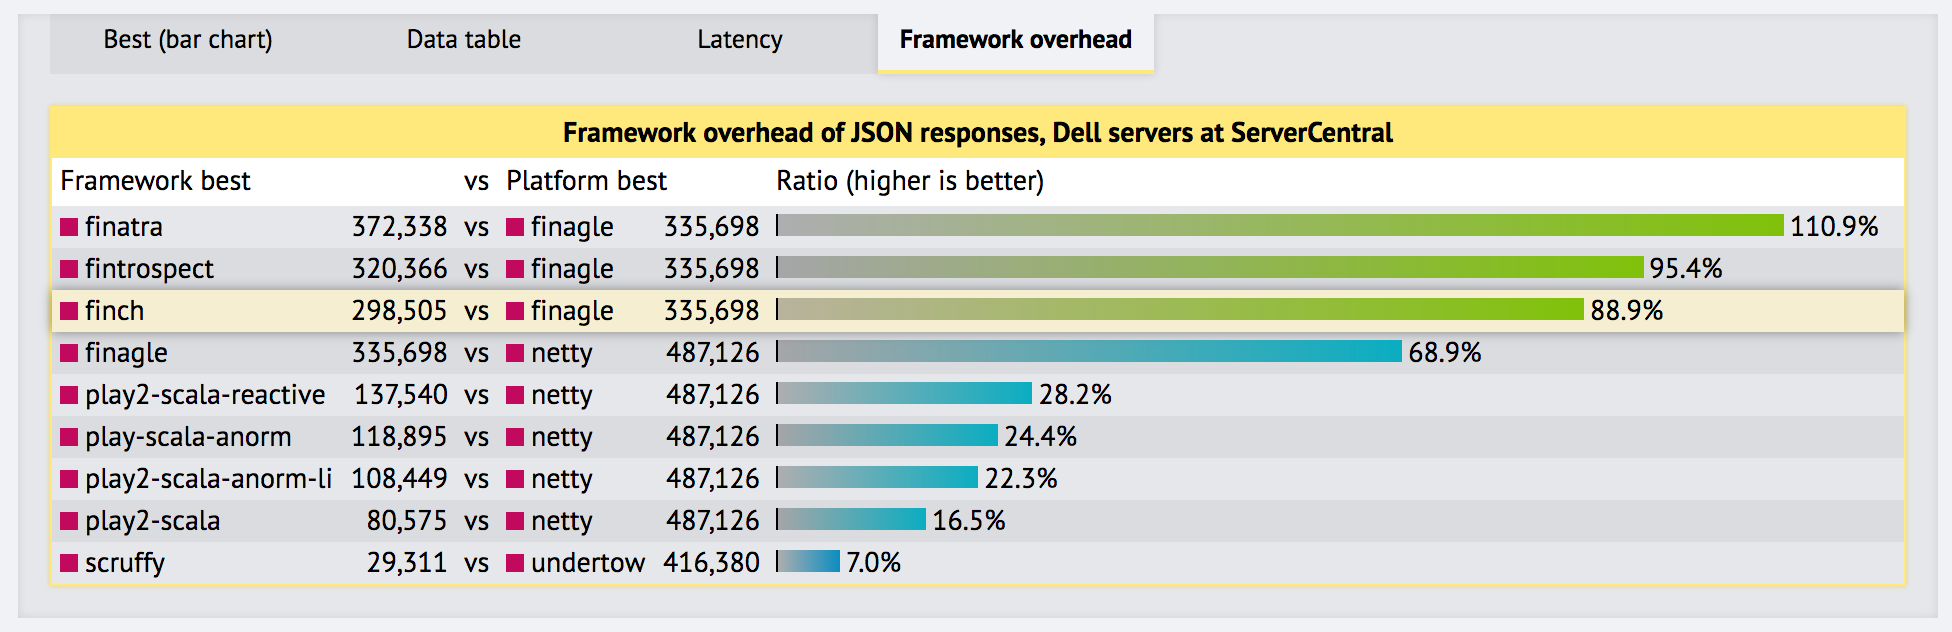 Best (bar chart) Data table Latency Framework overhead
Framework overhead of JSON responses, Dell servers at ServerCentral
Framework best vs Platform best Ratio (higher is better)
finatra 372,338 vs finagle 335,698 110.9%
fintrospect 320,366 vs finagle 335,698 95.4%
finch 298,505 vs finagle 335,698 88.9%
finagle 335,698 vs netty 487,126 68.9%
play2-scala-reactive 137,540 vs netty 487,126 28.2%
play-scala-anorm 118,895 vs netty 487,126 24.4%
play2-scala-anorm-li 108,449 vs netty 487,126 22.3%
play2-scala 80,575 vs netty 487,126 16.5%
scruffy 29,311 vs undertow 416,380 7.0%